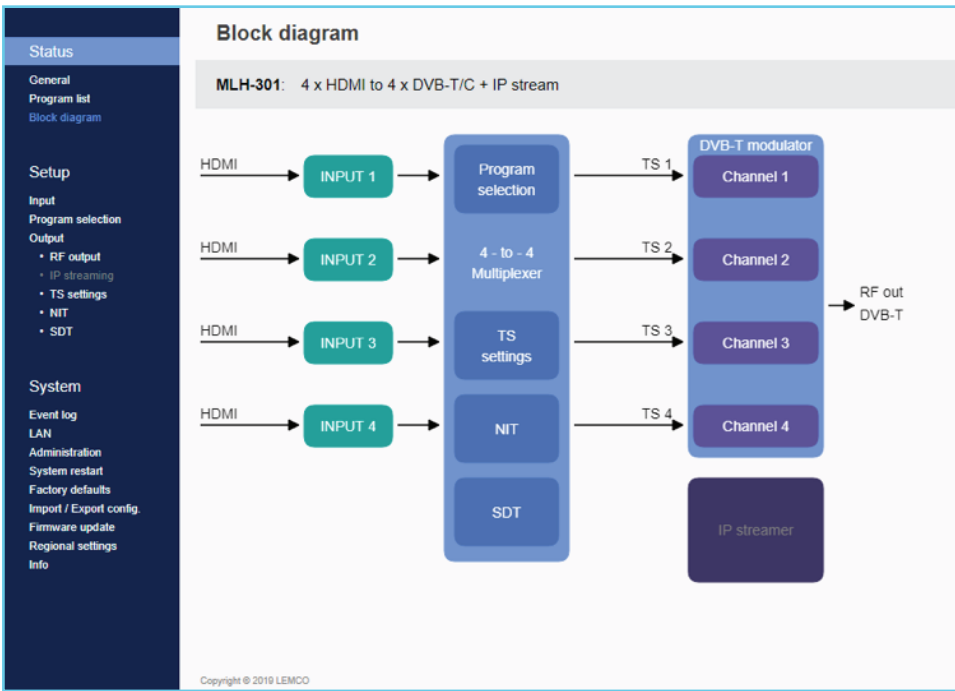 Status
General
Program list
Block diagram
Setup
Input
Program selection
Output
• RF output
• IP streaming
• TS settings
• NIT
• SDT
System
Event log
LAN
Administration
System restart
Factory defaults
Import / Export config.
Firmware update
Regional settings
Info
Block diagram
MLH-301: 4 x HDMI to 4 x DVB-T/C + IP stream
HDMI
INPUT 1
HDMI
INPUT 2
HDMI
INPUT 3
HDMI
INPUT 4
Program
selection
4 - to - 4
Multiplexer
TS
settings
NIT
SDT
TS 1
TS 2
TS 3
TS 4
DVB-T modulator
Channel 1
Channel 2
Channel 3
Channel 4
RF out
DVB-T
IP streamer
Copyright © 2019 LEMCO